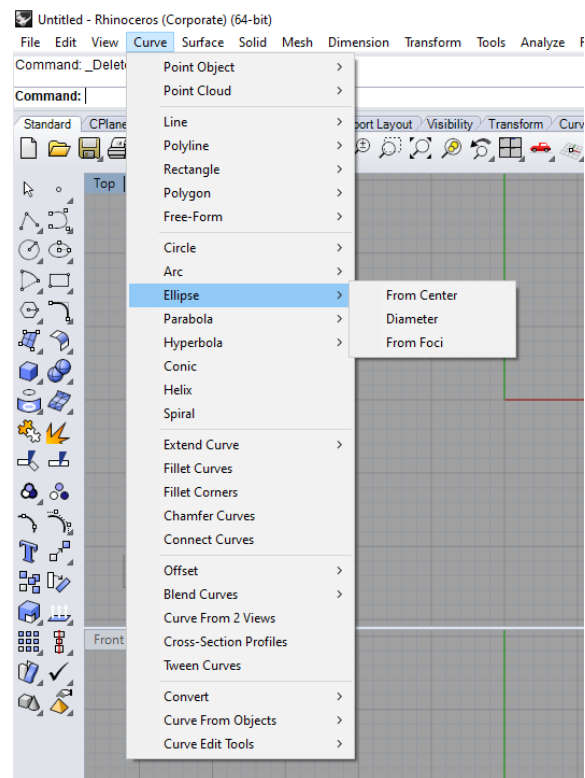 Untitled - Rhinoceros (Corporate) (64-bit)
File Edit View Curve Surface Solid Mesh Dimension Transform Tools Analyze
Command: _Delet
Command:
Standard CPlane port Layout Visibility Transform Curv
Top
Point Object
Point Cloud
Line
Polyline
Rectangle
Polygon
Free-Form
Circle
Arc
Ellipse
From Center
Diameter
From Foci
Parabola
Hyperbola
Conic
Helix
Spiral
Extend Curve
Fillet Curves
Fillet Corners
Chamfer Curves
Connect Curves
Offset
Blend Curves
Curve From 2 Views
Front
Cross-Section Profiles
Tween Curves
Convert
Curve From Objects
Curve Edit Tools